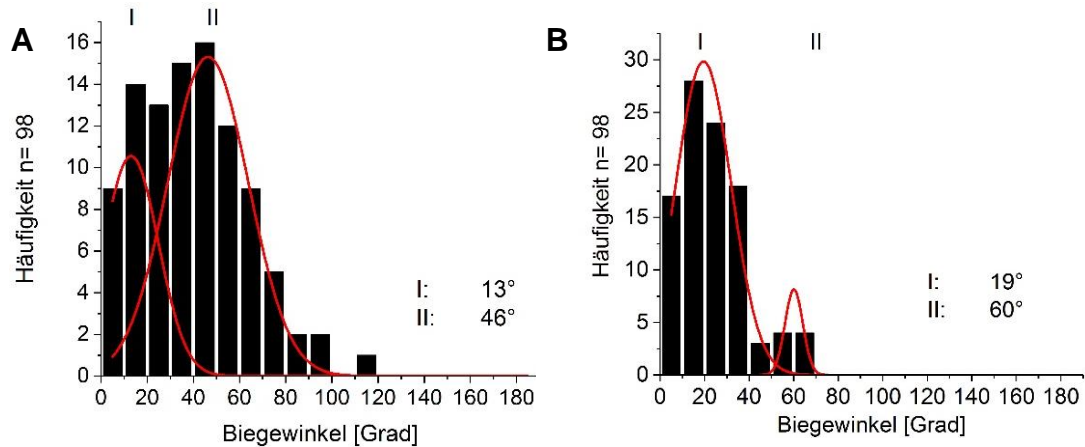 A
I II
16
14
12
10
8
6
4
2
0
Häufigkeit n= 98
I: 13°
II: 46°
0 20 40 60 80 100 120 140 160 180
Biegewinkel [Grad]
B
I II
30
25
20
15
10
5
0
Häufigkeit n= 98
I: 19°
II: 60°
0 20 40 60 80 100 120 140 160 180
Biegewinkel [Grad]